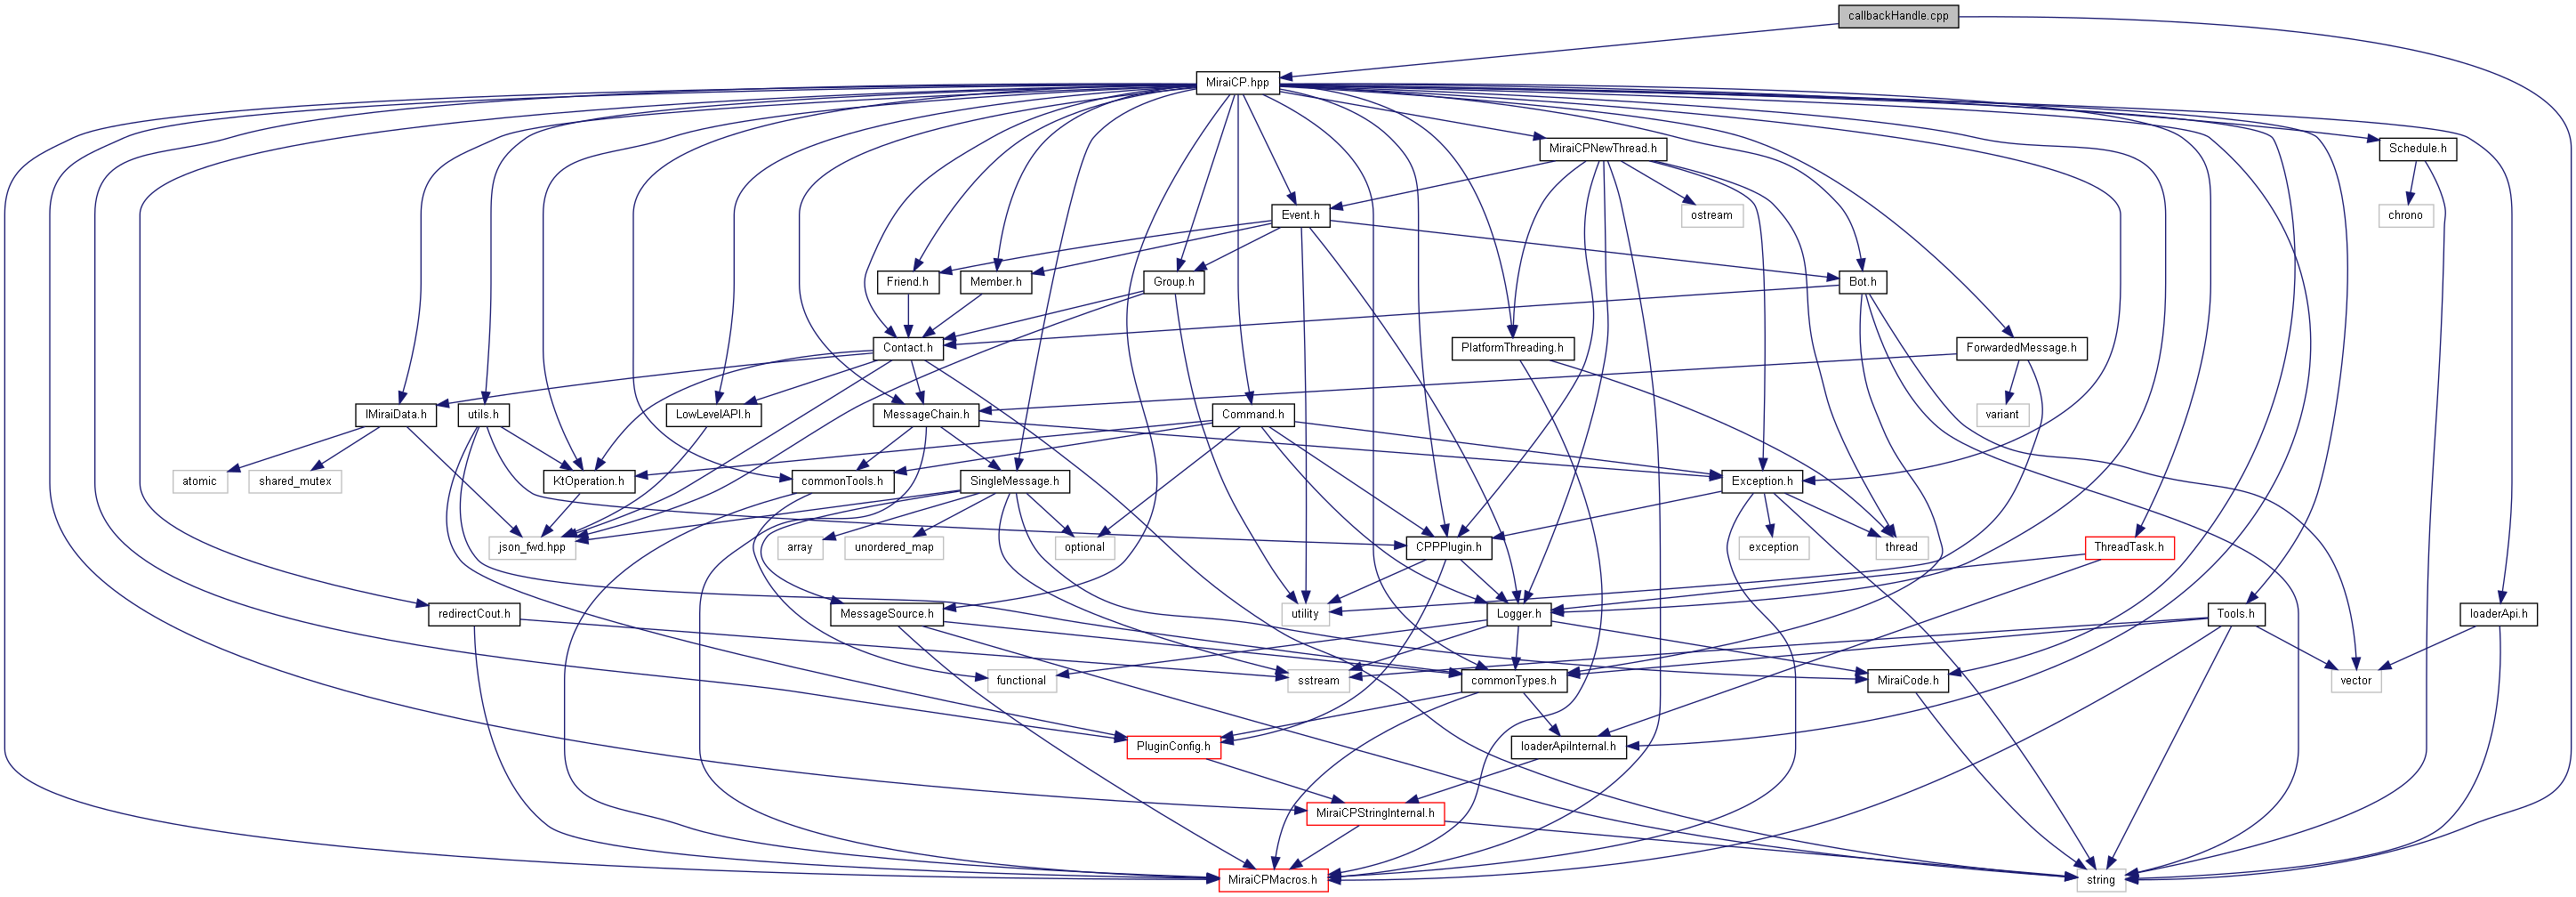 callbackHandle.cpp
MiraiCP.hpp
MiraiCPNewThread.h
Schedule.h
Event.h
ostream
chrono
Friend.h
Member.h
Group.h
Bot.h
Contact.h
PlatformThreading.h
ForwardedMessage.h
IMiraiData.h
utils.h
LowLevelAPI.h
MessageChain.h
Command.h
variant
atomic
shared_mutex
KtOperation.h
commonTools.h
SingleMessage.h
Exception.h
json_fwd.hpp
array
unordered_map
optional
CPPPlugin.h
exception
thread
ThreadTask.h
redirectCout.h
MessageSource.h
utility
Logger.h
Tools.h
loaderApi.h
functional
sstream
commonTypes.h
MiraiCode.h
vector
PluginConfig.h
loaderApiInternal.h
MiraiCPStringInternal.h
MiraiCPMacros.h
string